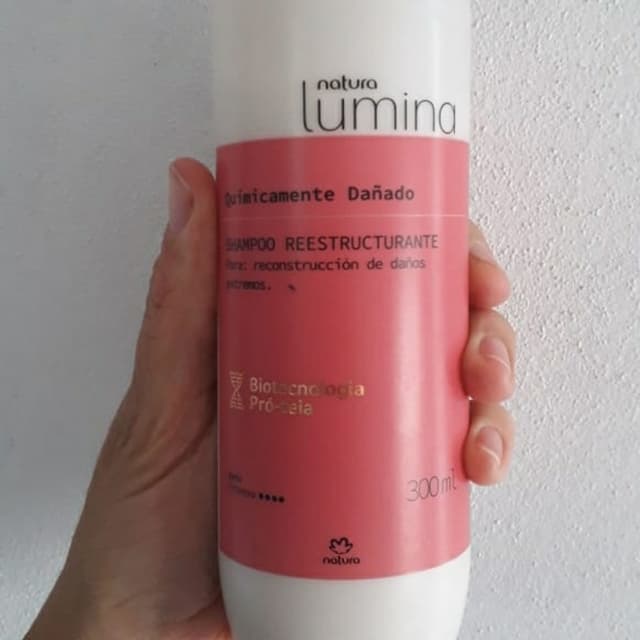 natura
lumina
Químicamente Dañado
SHAMPOO REESTRUCTURANTE
Para: reconstrucción de daños
extremos.
Biotecnologia
Pró-teia
300 ml
natura